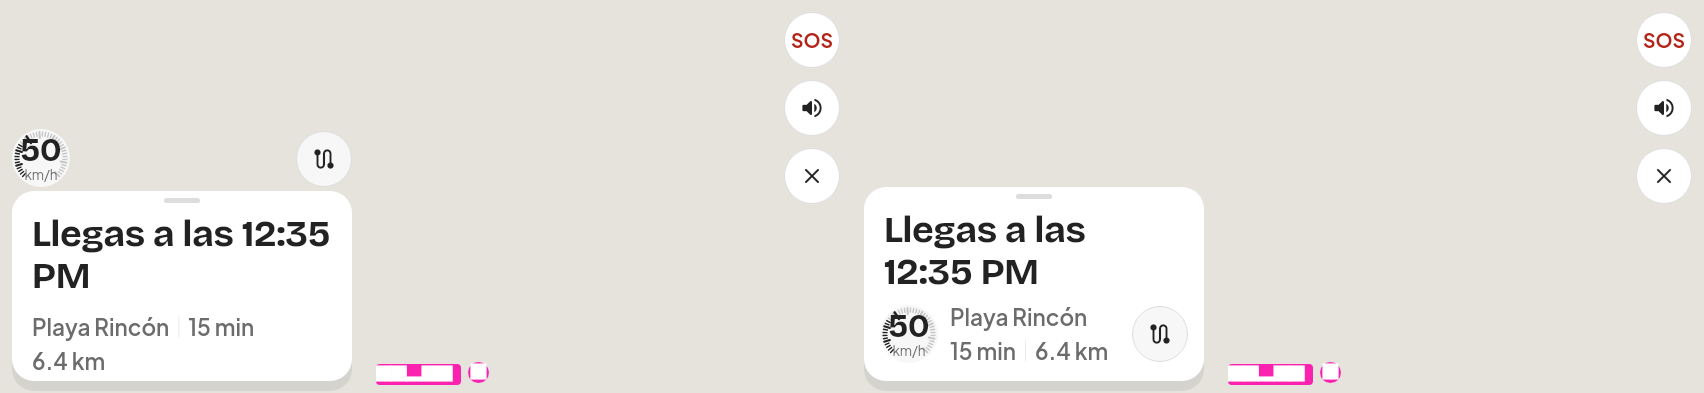 SOS
50
km/h
Llegas a las 12:35
PM
Playa Rincón 15 min
6.4 km
SOS
Llegas a las
12:35 PM
50
km/h
Playa Rincón
15 min 6.4 km